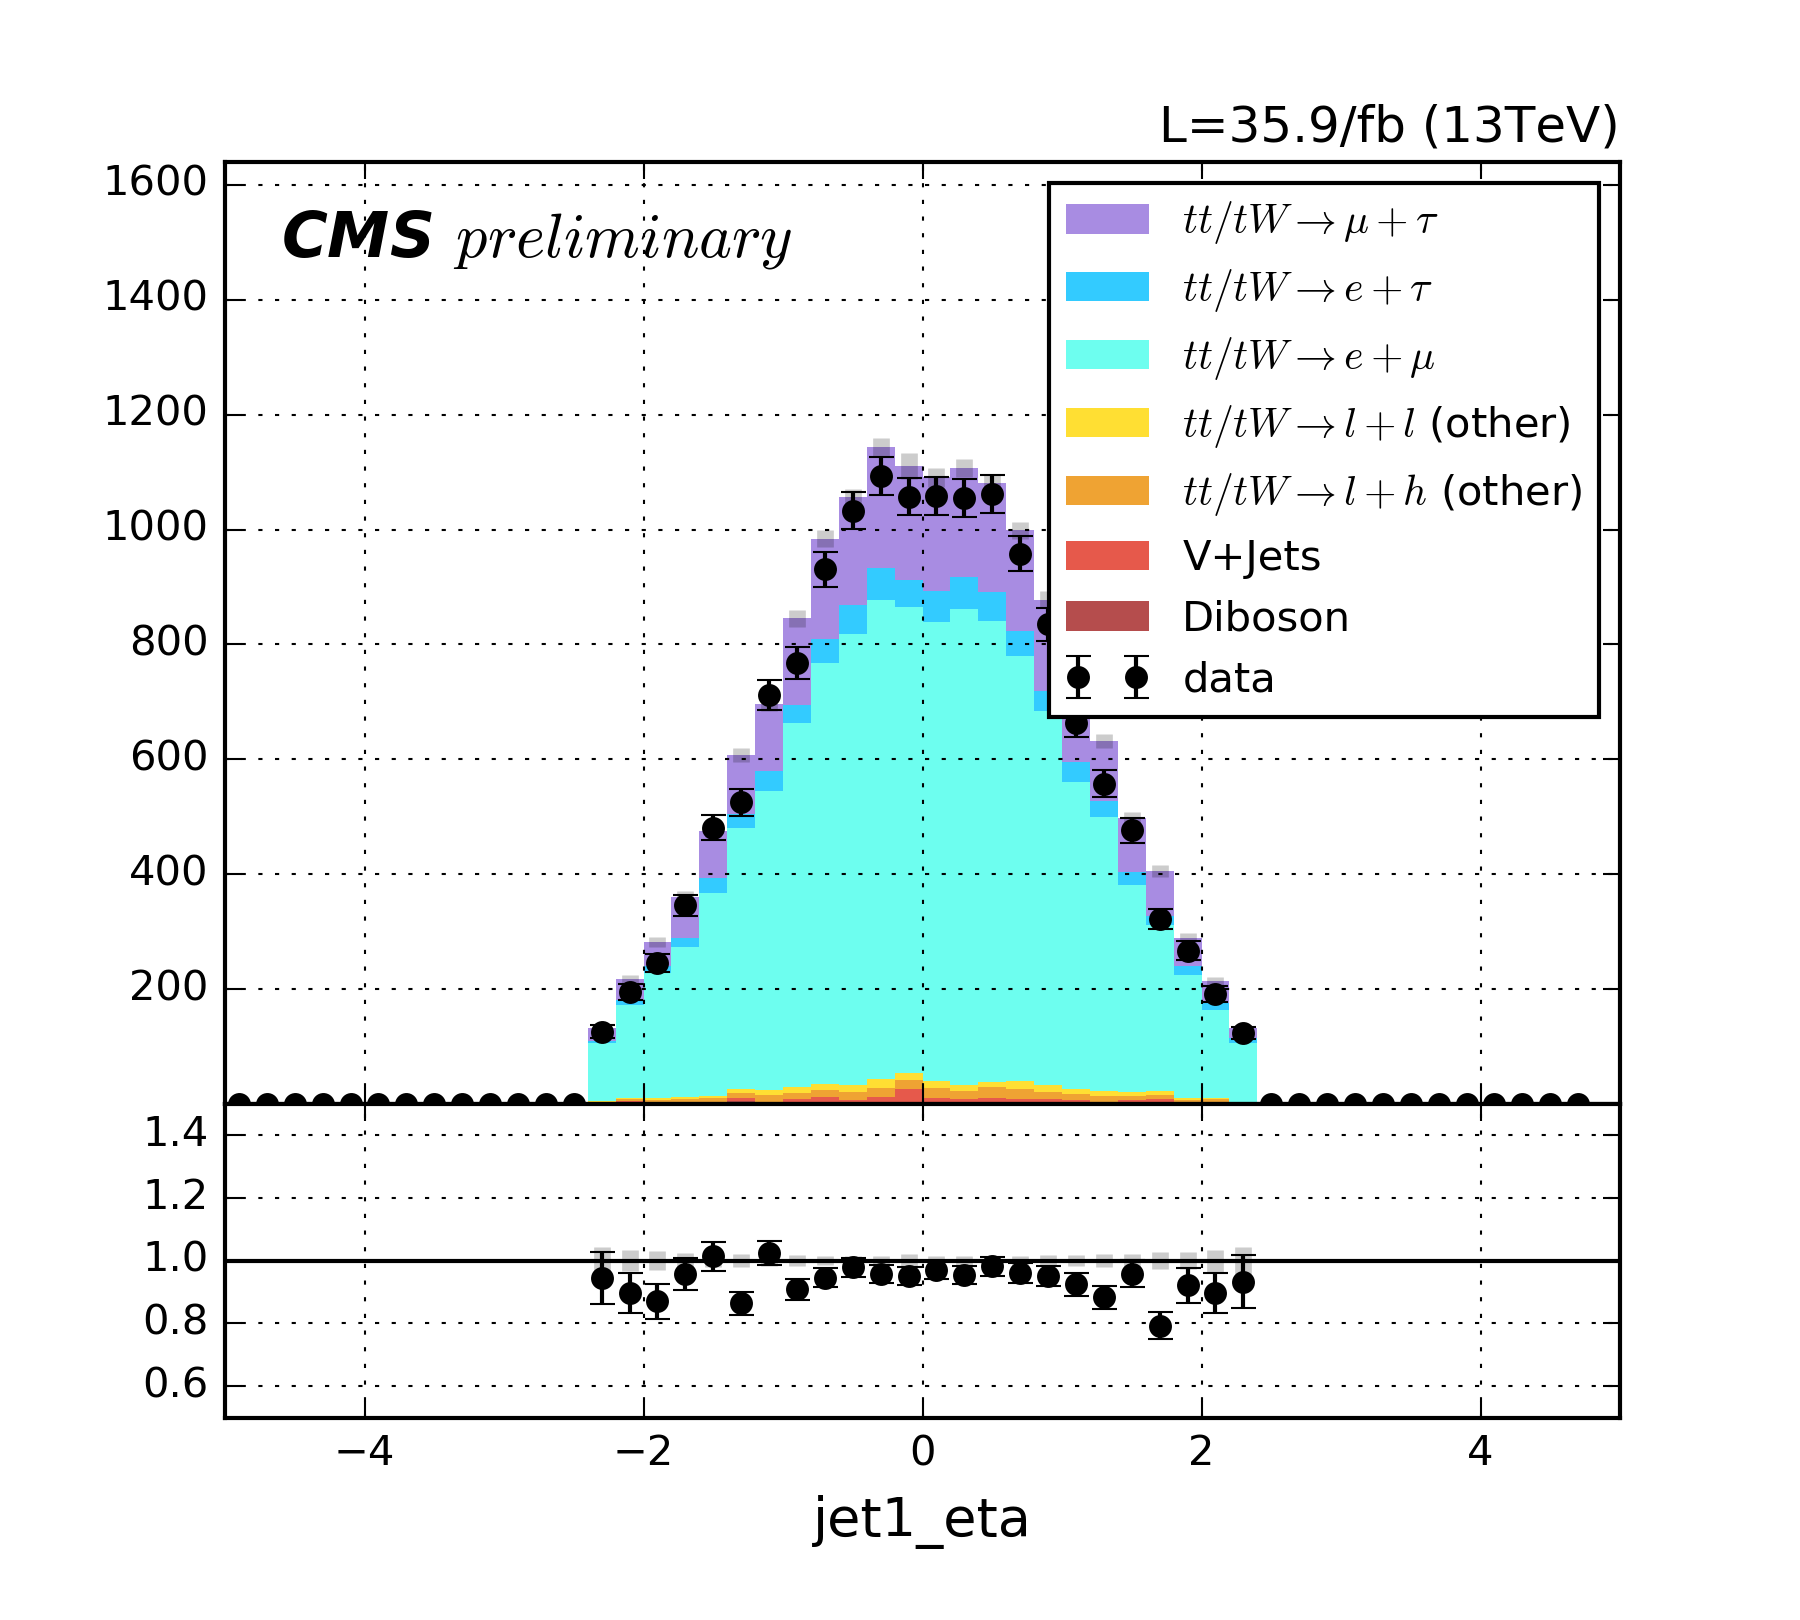 L=35.9/fb (13TeV)
CMS preliminary
1600
1400
1200
1000
800
600
400
200
tt/tW → μ + τ
tt/tW → e + τ
tt/tW → e + μ
tt/tW → l + l (other)
tt/tW → l + h (other)
V+Jets
Diboson
data
1.4
1.2
1.0
0.8
0.6
−4 −2 0 2 4
jet1_eta